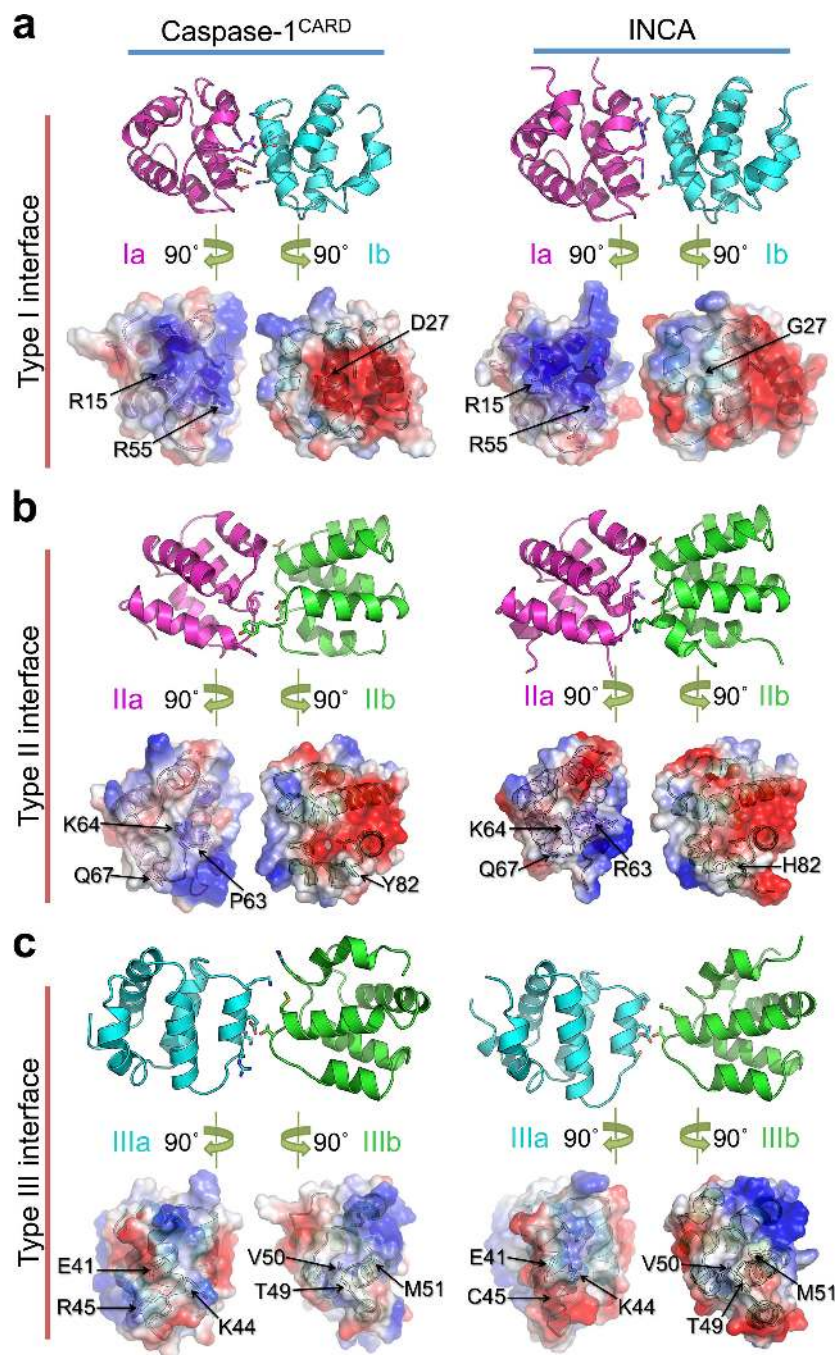 a
Caspase-1CARD
INCA
Type I interface
Ia 90° 90° Ib
Ia 90° 90° Ib
D27
R15
R55
G27
R15
R55
b
Type II interface
IIa 90° 90° IIb
IIa 90° 90° IIb
K64
Q67
P63
Y82
K64
Q67
R63
H82
c
Type III interface
IIIa 90° 90° IIIb
IIIa 90° 90° IIIb
E41
R45
K44
V50
T49
M51
E41
C45
K44
V50
T49
M51